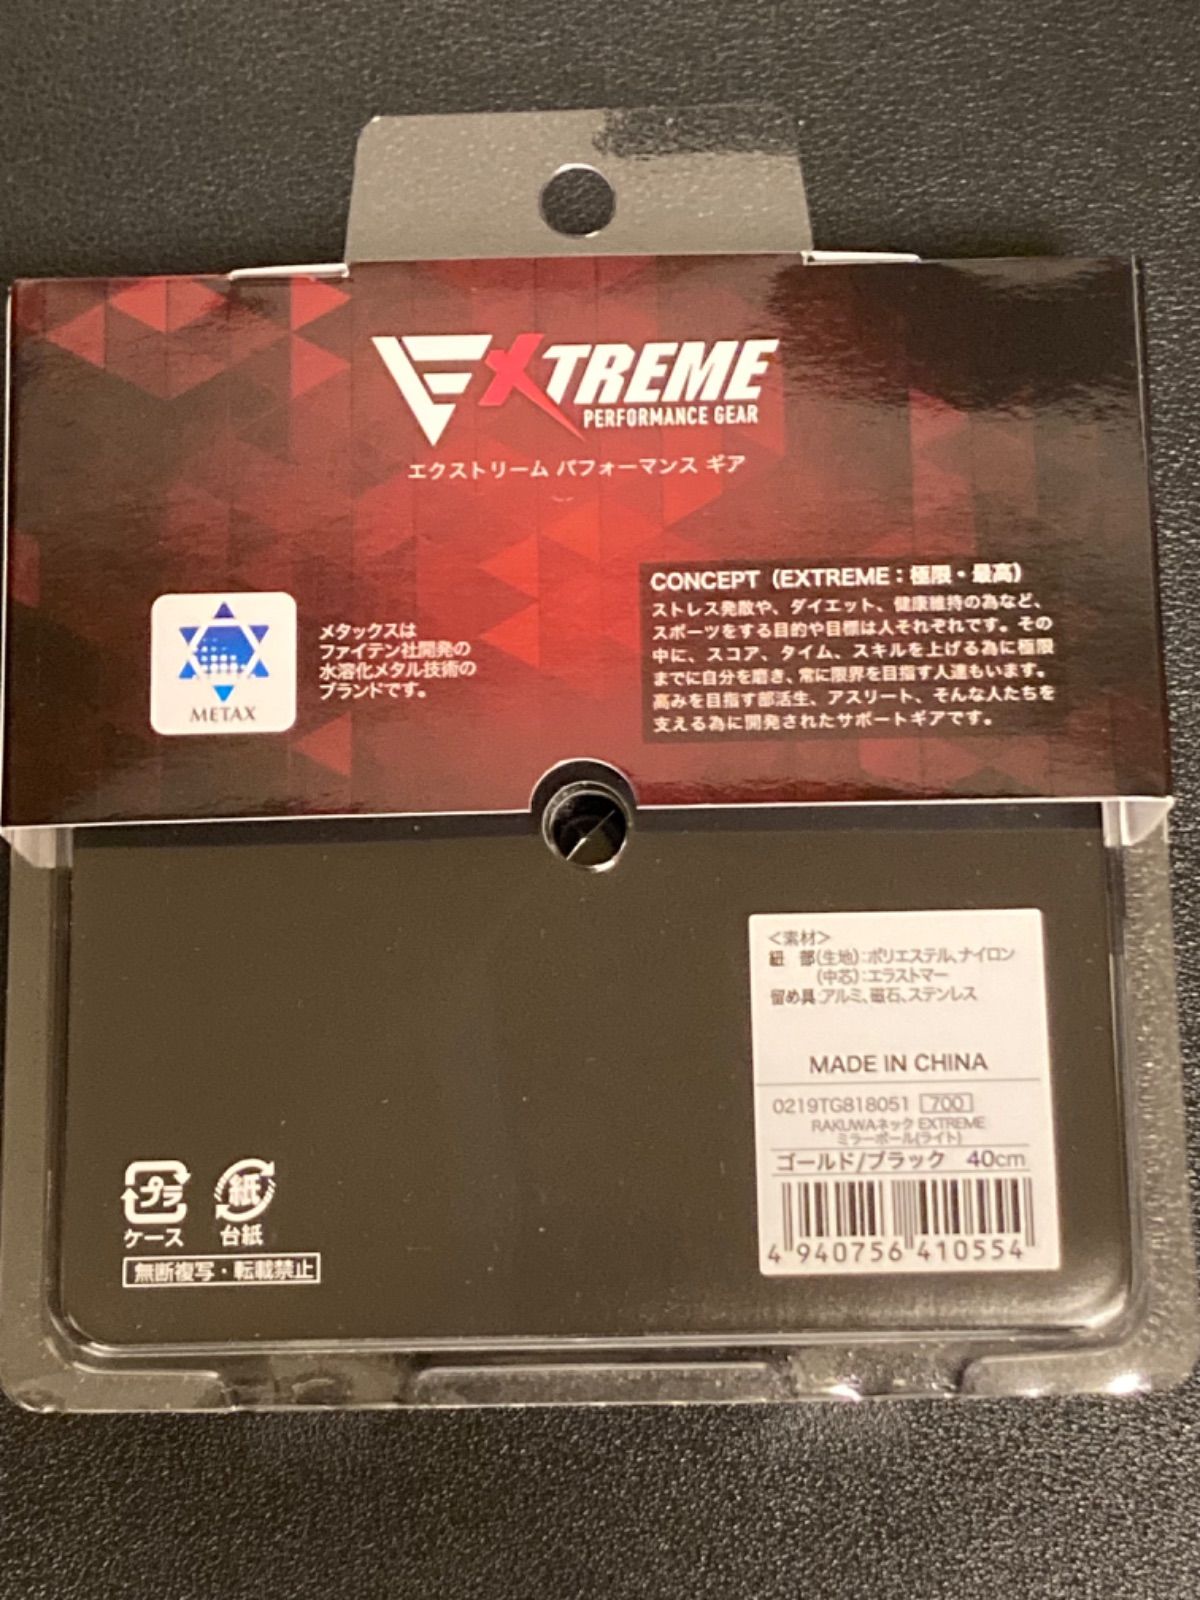 EXTREME
PERFORMANCE GEAR
エクストリーム パフォーマンス ギア
METAX
メタックスは
ファイテン社開発の
水溶化メタル技術の
ブランドです。
CONCEPT（EXTREME：極限・最高）
ストレス発散や、ダイエット、健康維持の為など、
スポーツをする目的や目標は人それぞれです。その
中に、スコア、タイム、スキルを上げる為に極限
までに自分を磨き、常に限界を目指す人達もいます。
高みを目指す部活生、アスリート、そんな人たちを
支える為に開発されたサポートギアです。
＜素材＞
紐　部(生地):ポリエステル、ナイロン
(中芯):エラストマー
留め具:アルミ、磁石、ステンレス
MADE IN CHINA
0219TG818051 700
RAKUWAネック EXTREME
ミラーボール(ライト)
ゴールド/ブラック 40cm
4 940756 410554
プラ
ケース
紙
台紙
無断複写・転載禁止